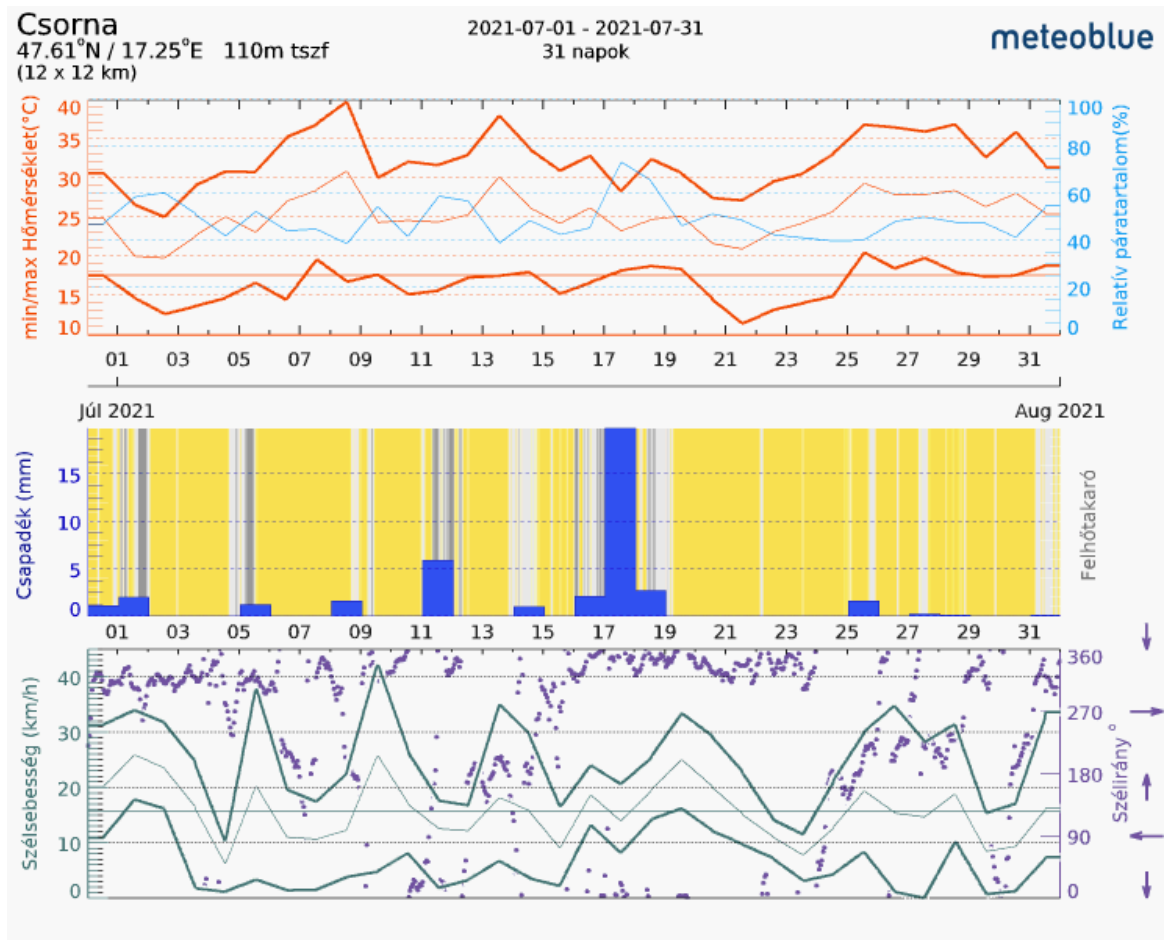 Csorna
47.61°N / 17.25°E 110m tszf
(12 x 12 km)
2021-07-01 - 2021-07-31
31 napok
meteoblue
min/max Hőmérséklet(°C)
40
35
30
25
20
15
10
100
80
60
40
20
0
Relatív páratartalom(%)
01 03 05 07 09 11 13 15 17 19 21 23 25 27 29 31
Júl 2021
Aug 2021
Csapadék (mm)
15
10
5
0
Felhőtakaró
01 03 05 07 09 11 13 15 17 19 21 23 25 27 29 31
Szélsebesség (km/h)
40
30
20
10
0
360
270
180
90
0
Szélirány °